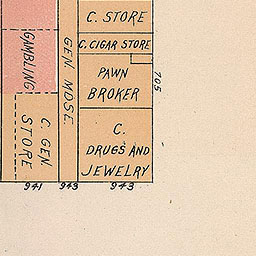 C. STORE
C. CIGAR STORE
PAWN
BROKER
C.
DRUGS AND
JEWELRY
GEN. MDSE.
GAMBLING
C. GEN
STORE
705
941
943
943